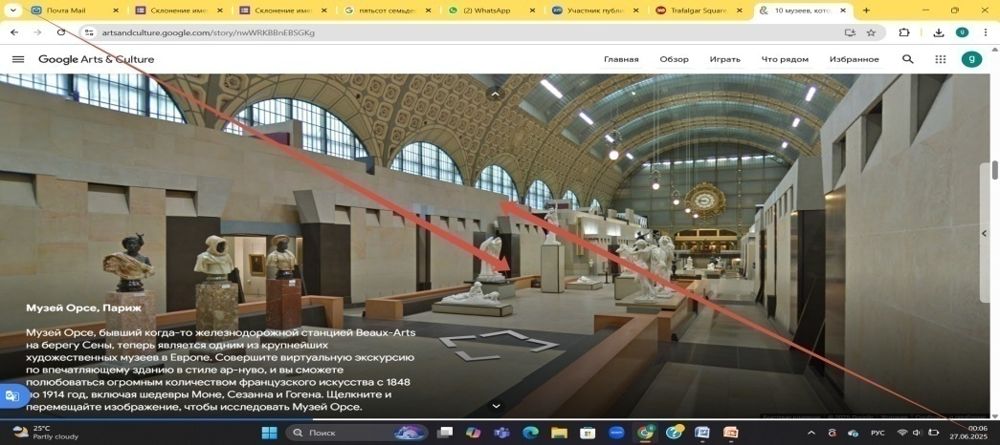 Почта Mail
Склонение име
Склонение име
пятьсот семьде
(2) WhatsApp
Участник публи
Trafalgar Square
10 музеев, кото
artsandculture.google.com/story/nwWRKBBnEBSGKg
Google Arts & Culture
Главная Обзор Играть Что рядом Избранное
g
Музей Орсе, Париж
Музей Орсе, бывший когда-то железнодорожной станцией Beaux-Arts
на берегу Сены, теперь является одним из крупнейших
художественных музеев в Европе. Совершите виртуальную экскурсию
по впечатляющему зданию в стиле ар-нуво, и вы сможете
полюбоваться огромным количеством французского искусства с 1848
по 1914 год, включая шедевры Моне, Сезанна и Гогена. Щелкните и
перемещайте изображение, чтобы исследовать Музей Орсе.
25°C
Partly cloudy
Поиск
РУС
00:06
27.06.2025